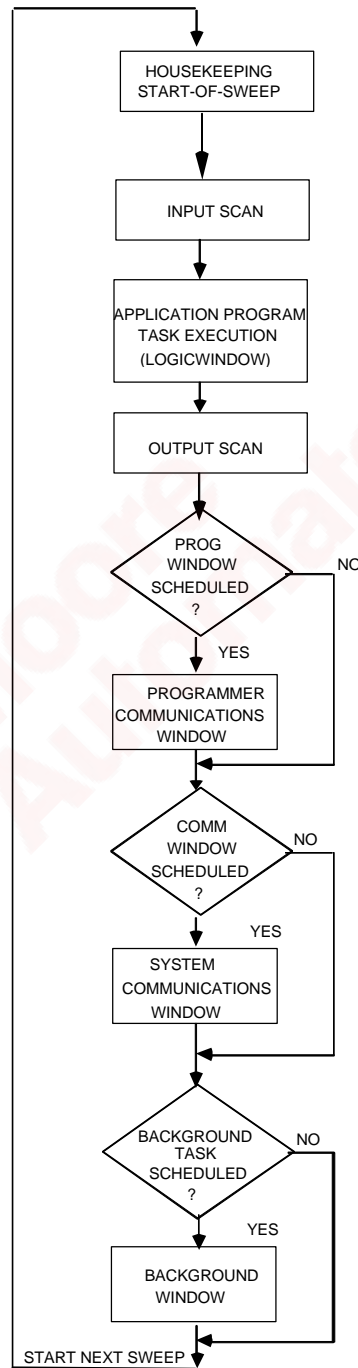 HOUSEKEEPING
START-OF-SWEEP
INPUT SCAN
APPLICATION PROGRAM
TASK EXECUTION
(LOGICWINDOW)
OUTPUT SCAN
PROG
WINDOW
SCHEDULED
?
NO
YES
PROGRAMMER
COMMUNICATIONS
WINDOW
COMM
WINDOW
SCHEDULED
?
NO
YES
SYSTEM
COMMUNICATIONS
WINDOW
BACKGROUND
TASK
SCHEDULED
?
NO
YES
BACKGROUND
WINDOW
START NEXT SWEEP